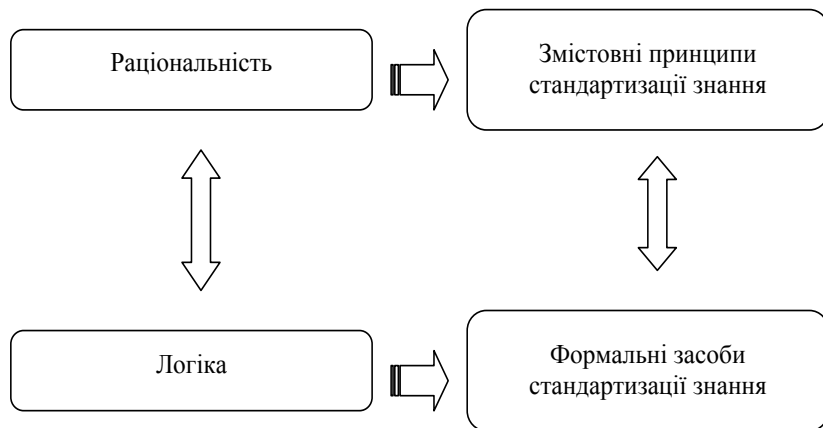 Раціональність
Змістовні принципи
стандартизації знання
Логіка
Формальні засоби
стандартизації знання